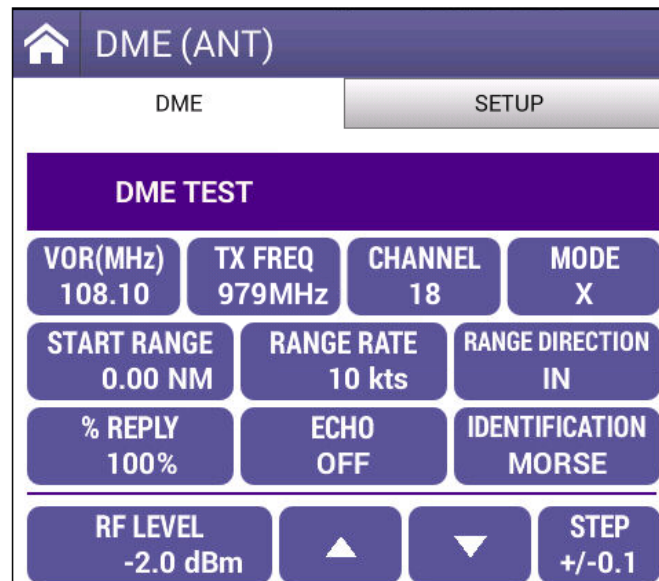 DME (ANT)
DME SETUP
DME TEST
VOR(MHz) TX FREQ CHANNEL MODE
108.10 979MHz 18 X
START RANGE RANGE RATE RANGE DIRECTION
0.00 NM 10 kts IN
% REPLY ECHO IDENTIFICATION
100% OFF MORSE
RF LEVEL STEP
-2.0 dBm +/-0.1